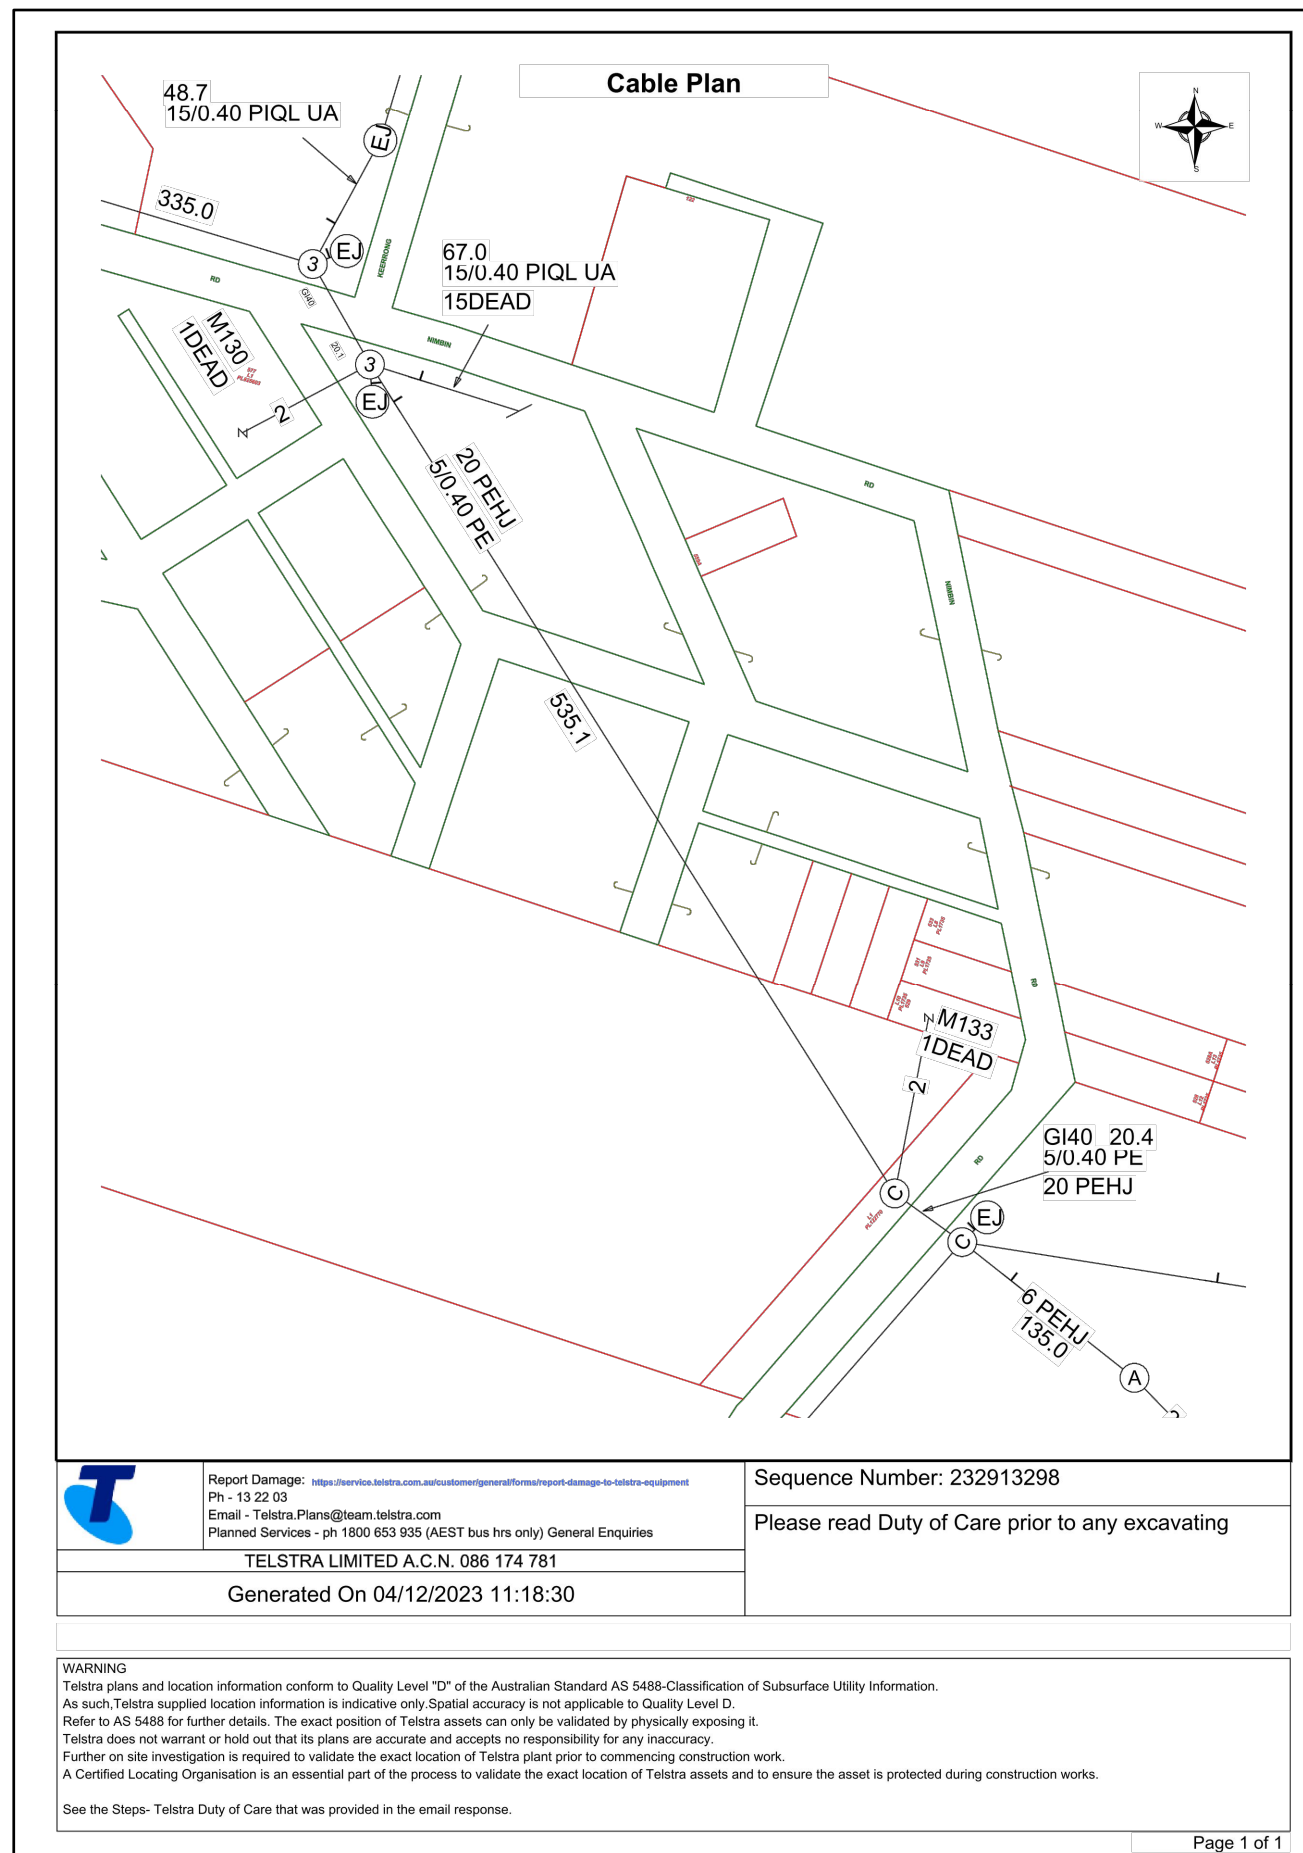 Cable Plan
N
W
E
S
48.7
15/0.40 PIQL UA
EJ
335.0
3
EJ
KEERRONG
RD
GI40
67.0
15/0.40 PIQL UA
15DEAD
M130
1DEAD
20.1
NIMBIN
3
EJ
2
20 PEHJ
5/0.40 PE
RD
NIMBIN
535.1
RD
M133
1DEAD
2
GI40 20.4
5/0.40 PE
20 PEHJ
RD
C
EJ
C
6 PEHJ
135.0
A
Report Damage: https://service.telstra.com.au/customer/general/forms/report-damage-to-telstra-equipment
Ph - 13 22 03
Email - Telstra.Plans@team.telstra.com
Planned Services - ph 1800 653 935 (AEST bus hrs only) General Enquiries
TELSTRA LIMITED A.C.N. 086 174 781
Generated On 04/12/2023 11:18:30
Sequence Number: 232913298
Please read Duty of Care prior to any excavating
WARNING
Telstra plans and location information conform to Quality Level "D" of the Australian Standard AS 5488-Classification of Subsurface Utility Information.
As such,Telstra supplied location information is indicative only.Spatial accuracy is not applicable to Quality Level D.
Refer to AS 5488 for further details. The exact position of Telstra assets can only be validated by physically exposing it.
Telstra does not warrant or hold out that its plans are accurate and accepts no responsibility for any inaccuracy.
Further on site investigation is required to validate the exact location of Telstra plant prior to commencing construction work.
A Certified Locating Organisation is an essential part of the process to validate the exact location of Telstra assets and to ensure the asset is protected during construction works.
See the Steps- Telstra Duty of Care that was provided in the email response.
Page 1 of 1